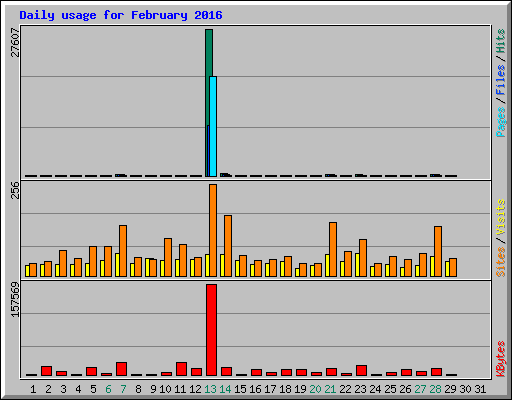 Daily usage for February 2016
27607
Pages / Files / Hits
256
Sites / Visits
157569
KBytes
1 2 3 4 5 6 7 8 9 10 11 12 13 14 15 16 17 18 19 20 21 22 23 24 25 26 27 28 29 30 31